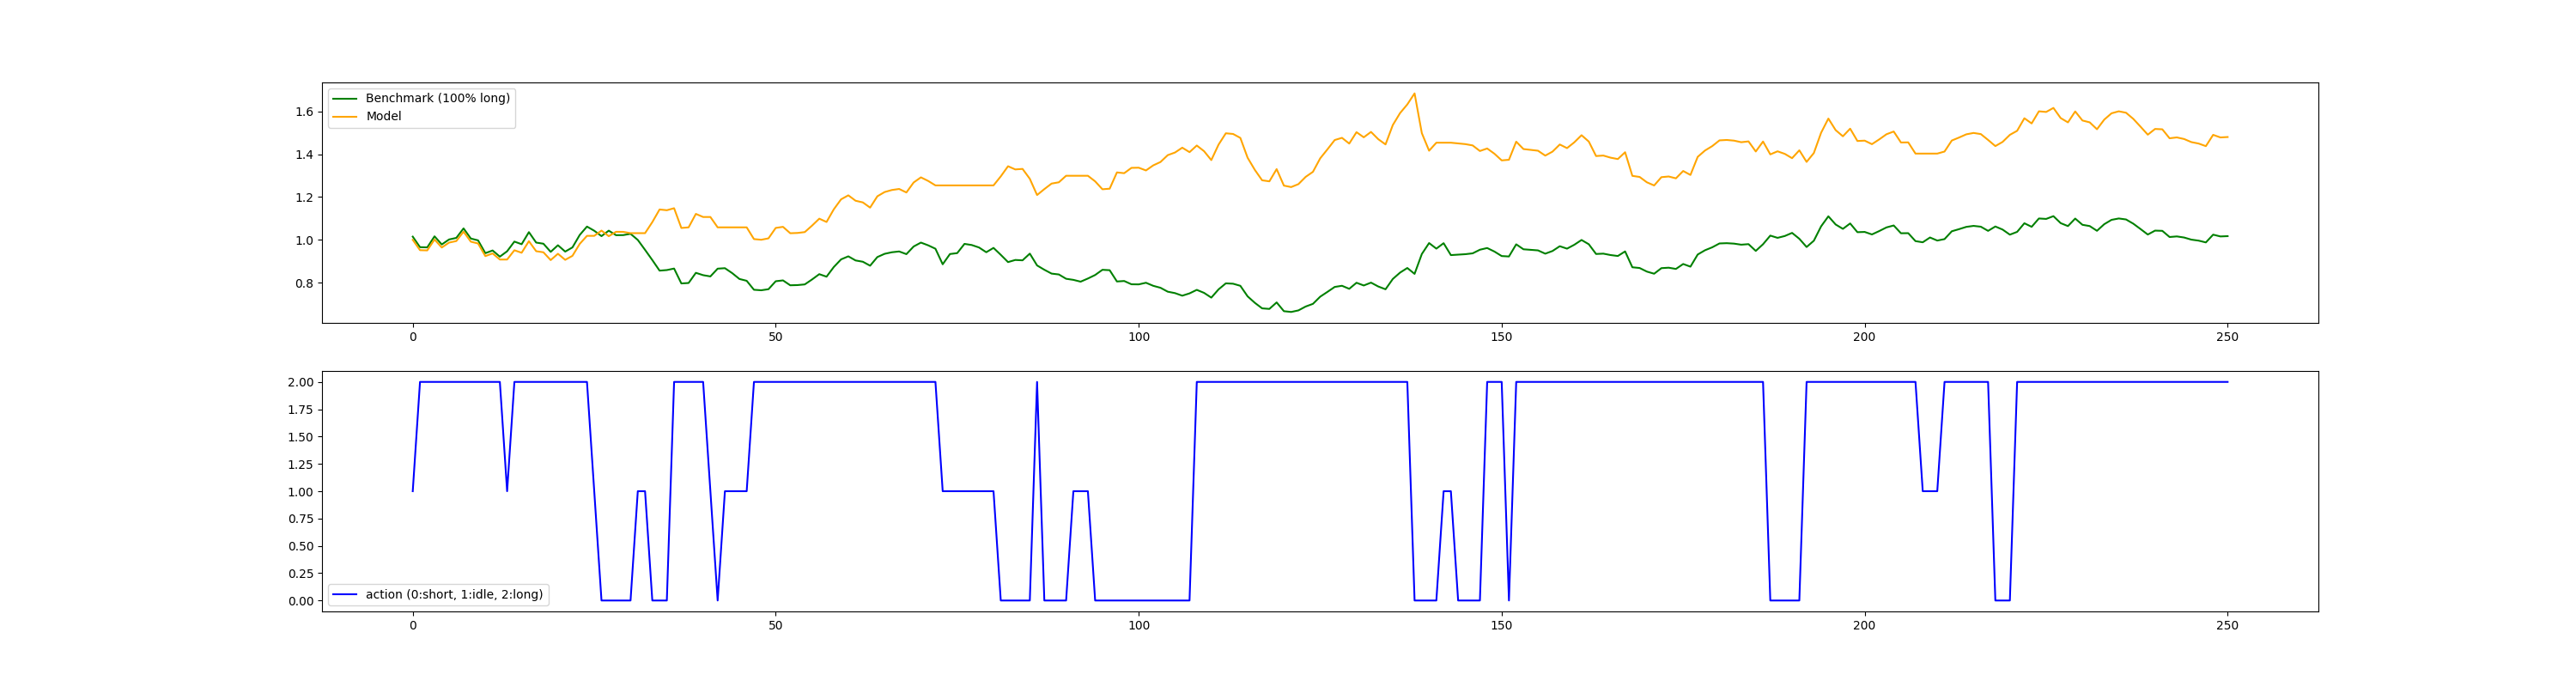 Benchmark (100% long)
Model
1.6
1.4
1.2
1.0
0.8
0 50 100 150 200 250
2.00
1.75
1.50
1.25
1.00
0.75
0.50
0.25
0.00
action (0:short, 1:idle, 2:long)
0 50 100 150 200 250